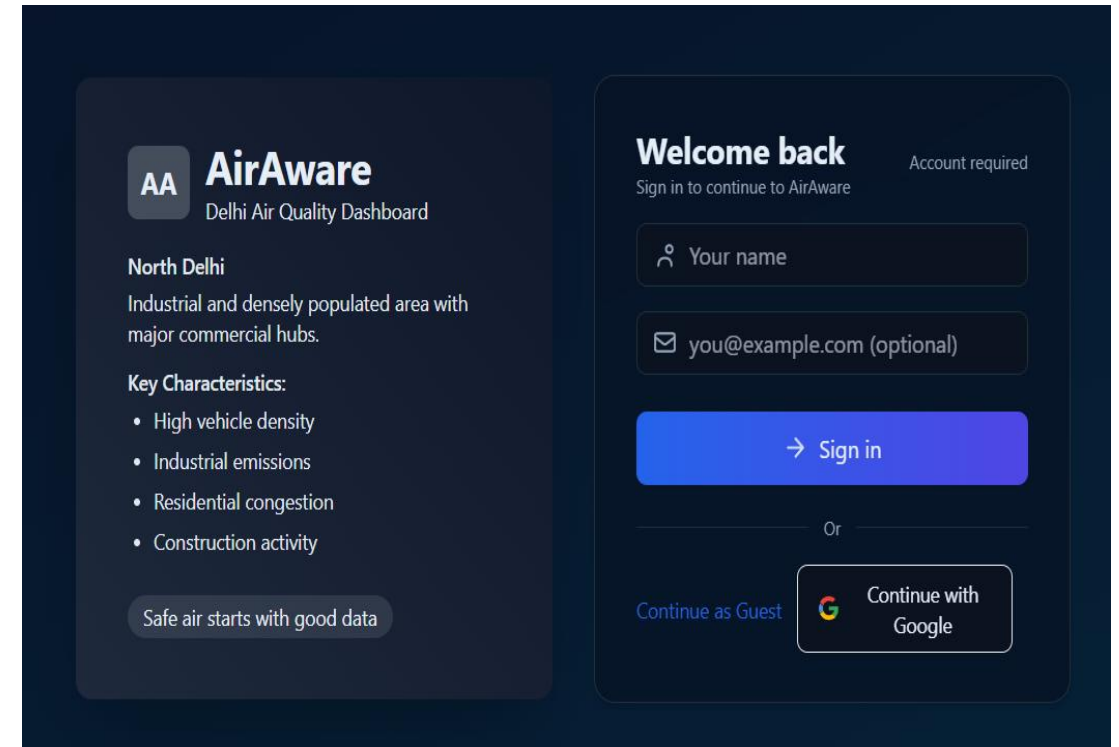 AA
AirAware
Delhi Air Quality Dashboard
North Delhi
Industrial and densely populated area with
major commercial hubs.
Key Characteristics:
• High vehicle density
• Industrial emissions
• Residential congestion
• Construction activity
Safe air starts with good data
Welcome back
Account required
Sign in to continue to AirAware
Your name
you@example.com (optional)
→ Sign in
Or
Continue as Guest
Continue with
Google